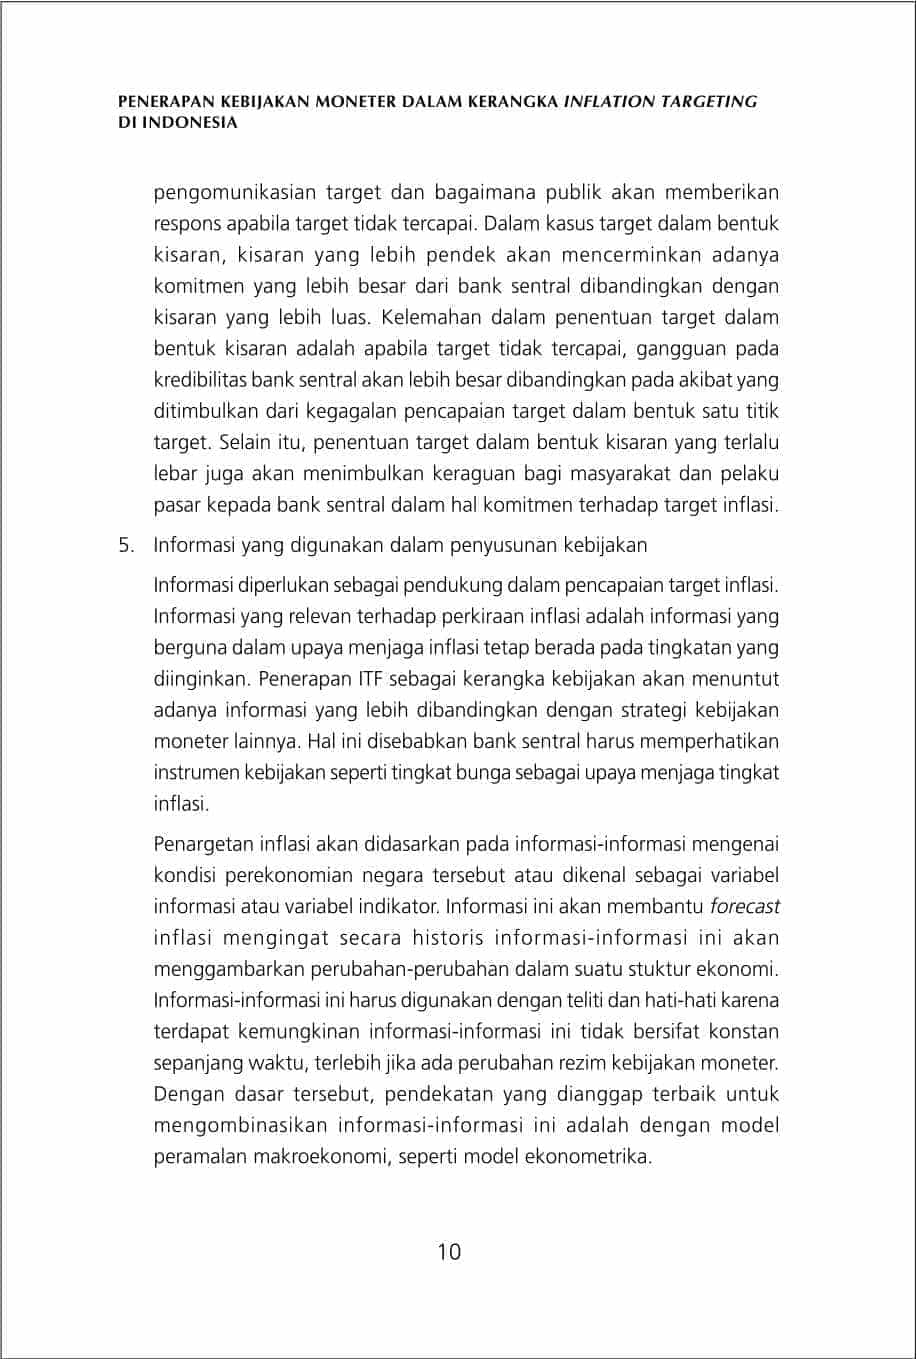 PENERAPAN KEBIJAKAN MONETER DALAM KERANGKA INFLATION TARGETING
DI INDONESIA
pengomunikasian target dan bagaimana publik akan memberikan
respons apabila target tidak tercapai. Dalam kasus target dalam bentuk
kisaran, kisaran yang lebih pendek akan mencerminkan adanya
komitmen yang lebih besar dari bank sentral dibandingkan dengan
kisaran yang lebih luas. Kelemahan dalam penentuan target dalam
bentuk kisaran adalah apabila target tidak tercapai, gangguan pada
kredibilitas bank sentral akan lebih besar dibandingkan pada akibat yang
ditimbulkan dari kegagalan pencapaian target dalam bentuk satu titik
target. Selain itu, penentuan target dalam bentuk kisaran yang terlalu
lebar juga akan menimbulkan keraguan bagi masyarakat dan pelaku
pasar kepada bank sentral dalam hal komitmen terhadap target inflasi.
5. Informasi yang digunakan dalam penyusunan kebijakan
Informasi diperlukan sebagai pendukung dalam pencapaian target inflasi.
Informasi yang relevan terhadap perkiraan inflasi adalah informasi yang
berguna dalam upaya menjaga inflasi tetap berada pada tingkatan yang
diinginkan. Penerapan ITF sebagai kerangka kebijakan akan menuntut
adanya informasi yang lebih dibandingkan dengan strategi kebijakan
moneter lainnya. Hal ini disebabkan bank sentral harus memperhatikan
instrumen kebijakan seperti tingkat bunga sebagai upaya menjaga tingkat
inflasi.
Penargetan inflasi akan didasarkan pada informasi-informasi mengenai
kondisi perekonomian negara tersebut atau dikenal sebagai variabel
informasi atau variabel indikator. Informasi ini akan membantu forecast
inflasi mengingat secara historis informasi-informasi ini akan
menggambarkan perubahan-perubahan dalam suatu stuktur ekonomi.
Informasi-informasi ini harus digunakan dengan teliti dan hati-hati karena
terdapat kemungkinan informasi-informasi ini tidak bersifat konstan
sepanjang waktu, terlebih jika ada perubahan rezim kebijakan moneter.
Dengan dasar tersebut, pendekatan yang dianggap terbaik untuk
mengombinasikan informasi-informasi ini adalah dengan model
peramalan makroekonomi, seperti model ekonometrika.
10